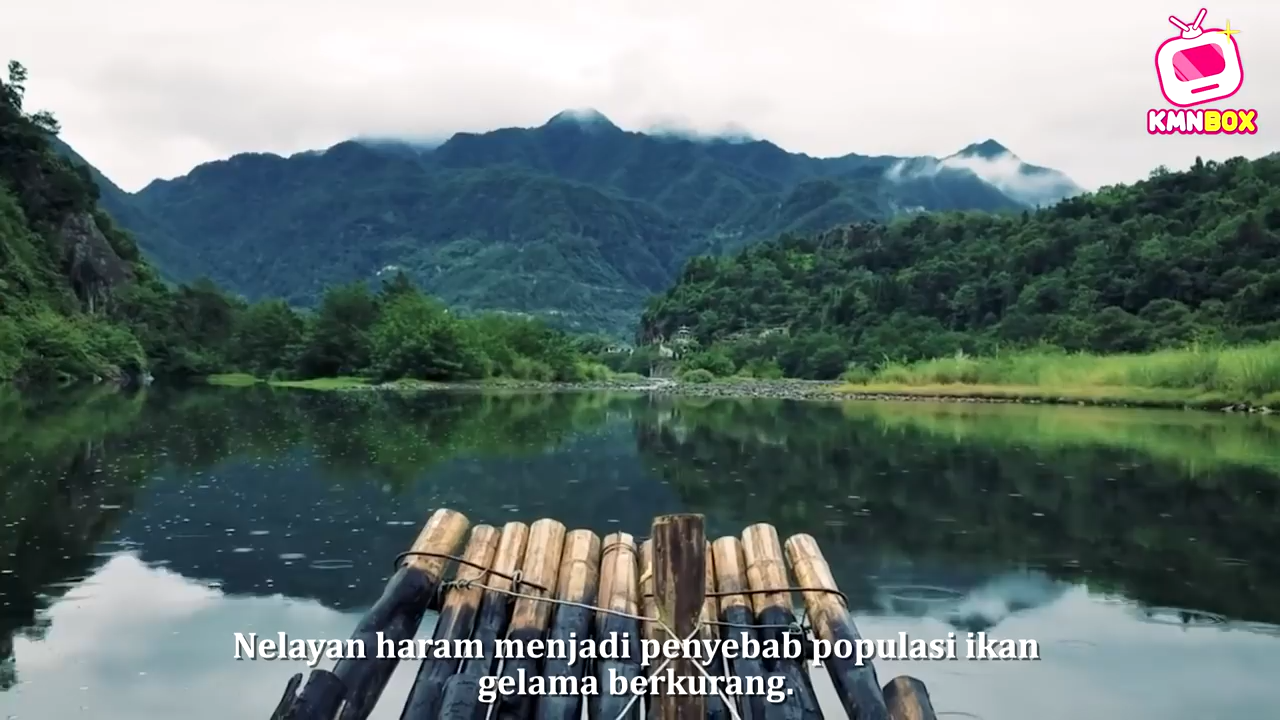 KMNBOX
Nelayan haram menjadi penyebab populasi ikan
gelama berkurang.